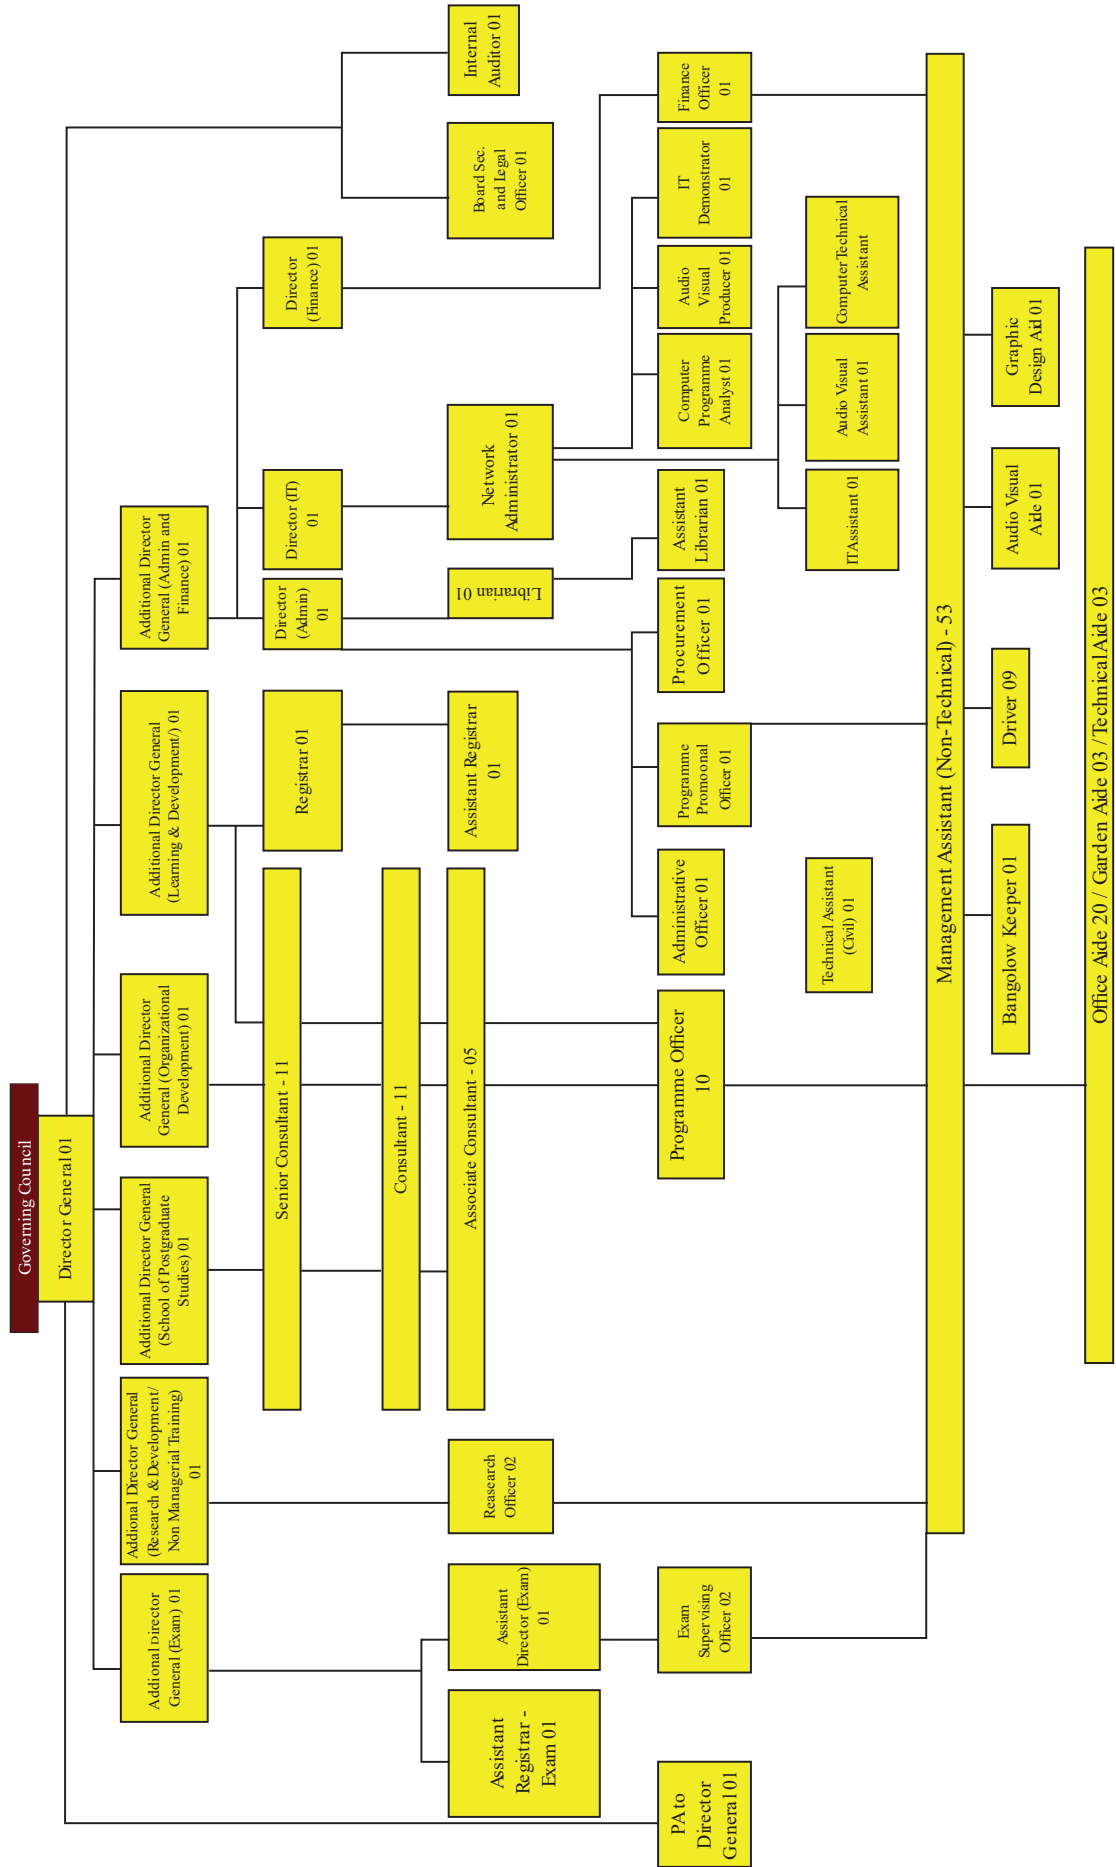 Governing Council
Director General 01
Addional Director
General (Exam) 01
Addional Director General
(Research & Development/
Non Managerial Training)
01
Additional Director General
(School of Postgraduate
Studies) 01
Additional Director
General (Organizational
Development) 01
Additional Director General
(Learning & Development/) 01
Additional Director
General (Admin and
Finance) 01
Senior Consultant - 11
Registrar 01
Director
(Admin)
01
Director (IT)
01
Director
(Finance) 01
Consultant - 11
Assistant
Registrar -
Exam 01
Assistant
Director (Exam)
01
Reasearch
Officer 02
Associate Consultant - 05
Assistant Registrar
01
Librarian 01
Network
Administrator 01
Board Sec.
and Legal
Officer 01
Internal
Auditor 01
PA to
Director
General 01
Exam
Supervising
Officer 02
Programme Officer
10
Administrative
Officer 01
Programme
Promoonal
Officer 01
Procurement
Officer 01
Assistant
Librarian 01
Computer
Programme
Analyst 01
Audio
Visual
Producer 01
IT
Demonstrator
01
Finance
Officer
01
Technical Assistant
(Civil) 01
ITAssistant 01
Audio Visual
Assistant 01
Computer Technical
Assistant
Management Assistant (Non-Technical) - 53
Bangolow Keeper 01
Driver 09
Audio Visual
Aide 01
Graphic
Design Aid 01
Office Aide 20 / Garden Aide 03 / Technical Aide 03